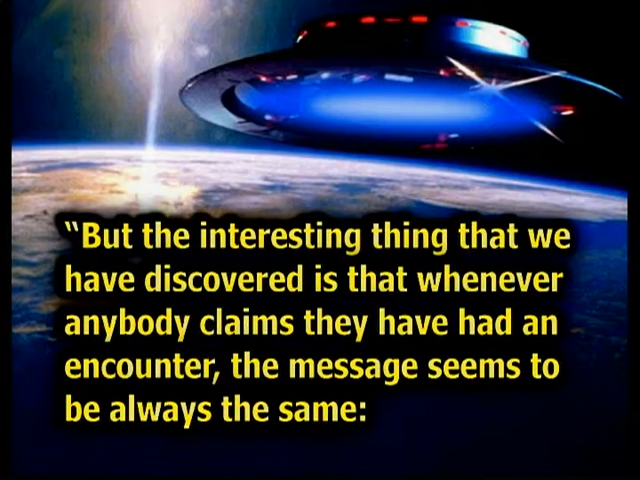 “But the interesting thing that we
have discovered is that whenever
anybody claims they have had an
encounter, the message seems to
be always the same: